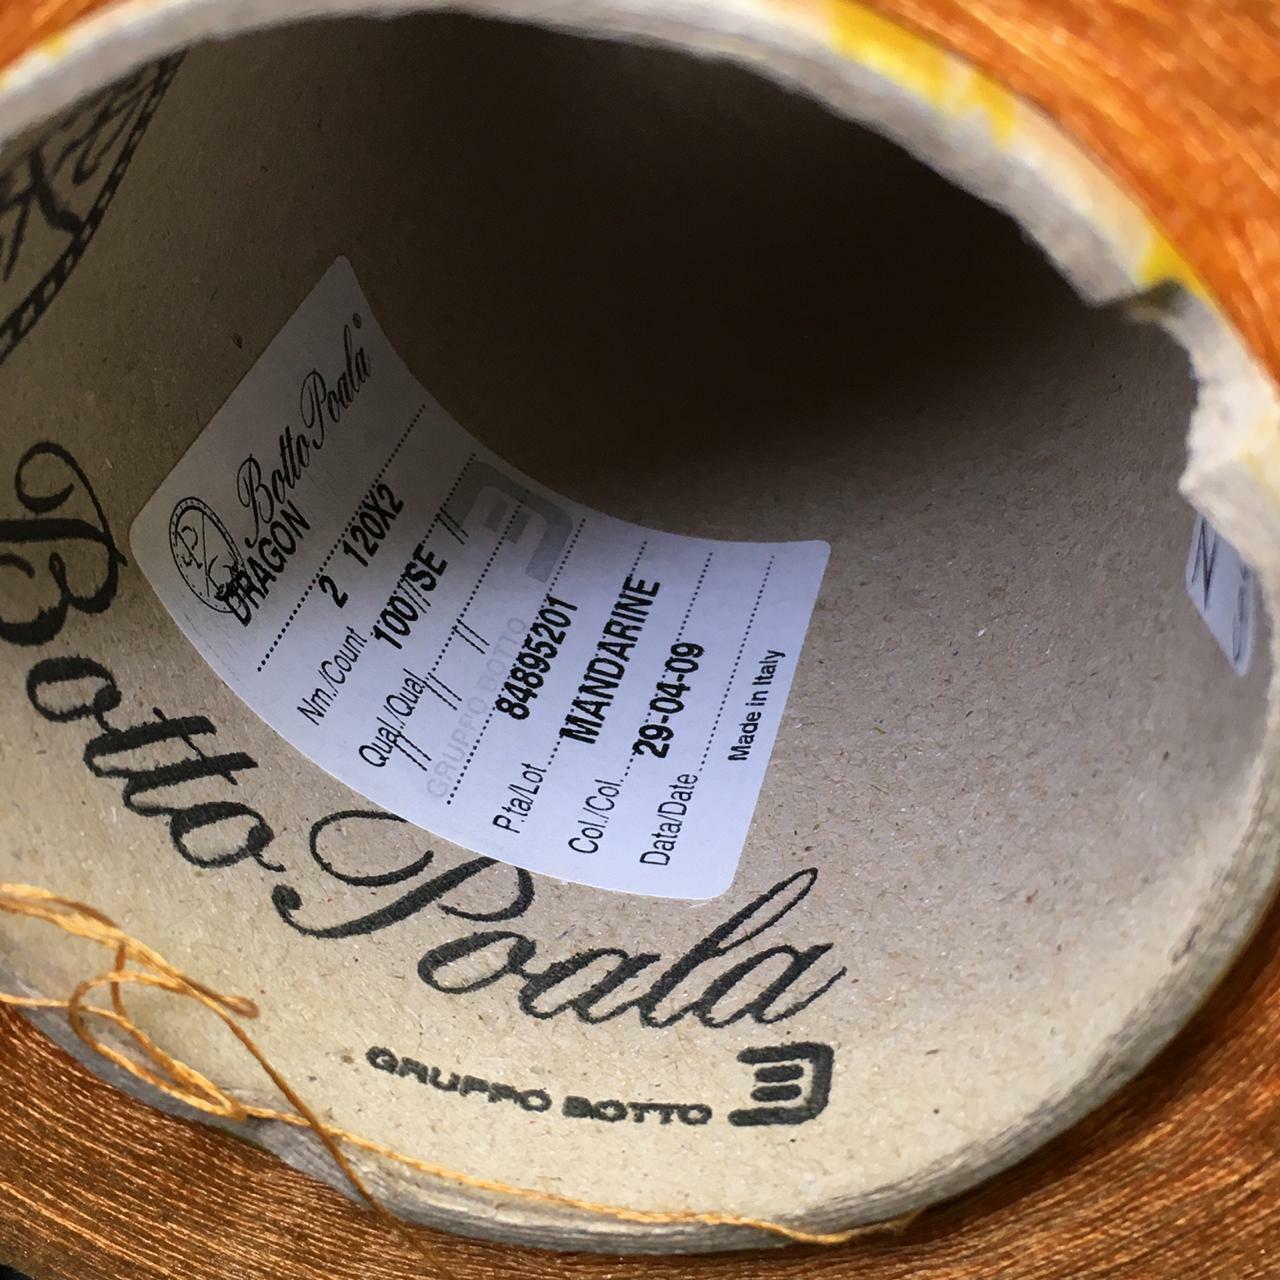 Botto Poala®
DRAGON
Nm./Count 2 120X2
Qual./Qual. 100//SE
// //
// //
GRUPPO BOTTO
P.ta/Lot 84895201
Col./Col. MANDARINE
Data/Date 29-04-09
Made in Italy
Botto Poala
GRUPPO BOTTO